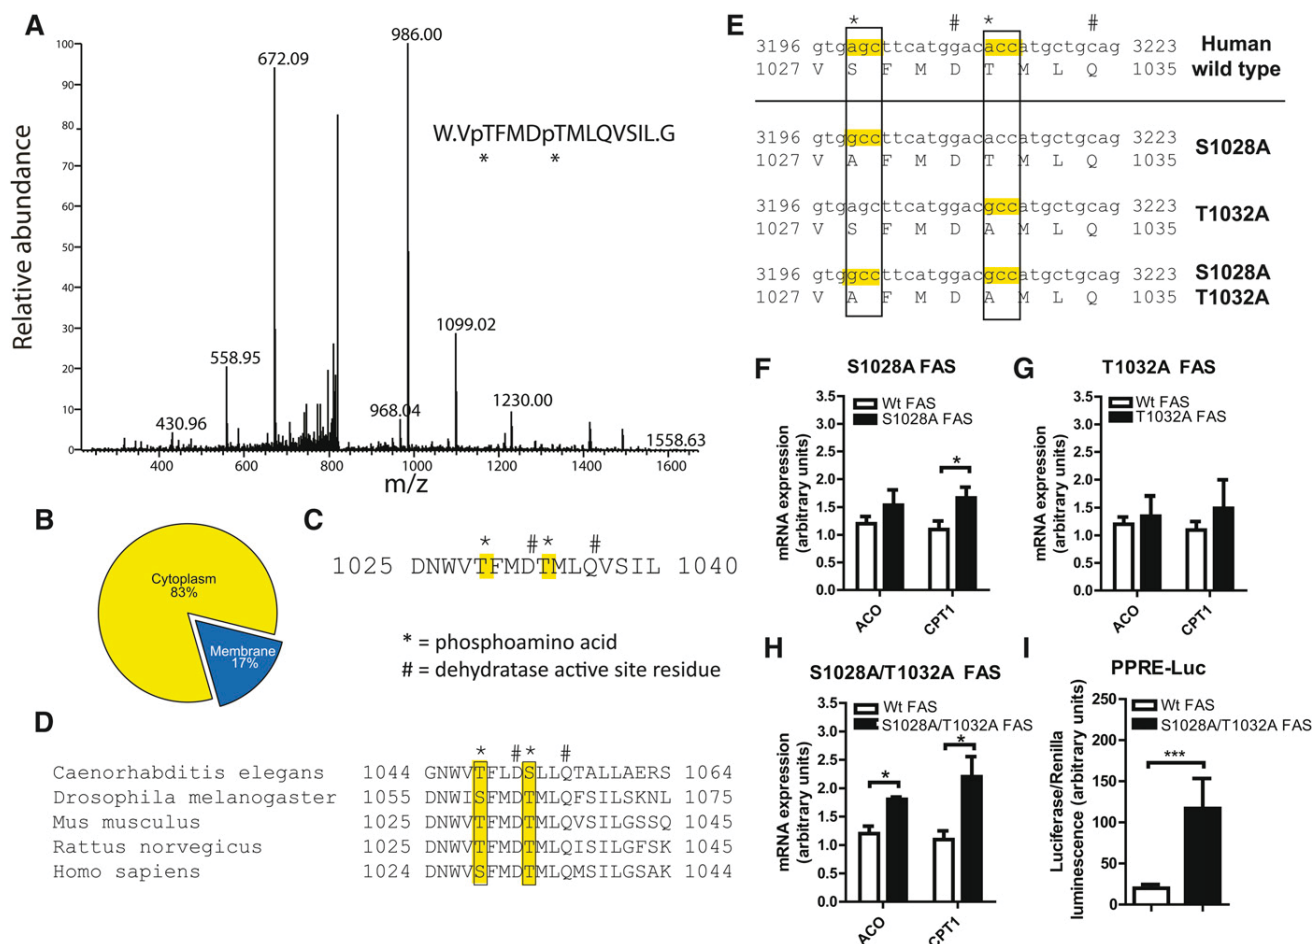 A
Relative abundance
100
90
80
70
60
50
40
30
20
10
0
986.00
672.09
W.VpTFMDpTMLQVSIL.G
* *
1099.02
558.95
430.96
968.04
1230.00
1558.63
400 600 800 1000 1200 1400 1600
m/z
B
Cytoplasm
83%
Membrane
17%
C
* # * #
1025 DNWVTFMDTMLQVSIL 1040
* = phosphoamino acid
# = dehydratase active site residue
D
* # * #
Caenorhabditis elegans 1044 GNWVTFLDSLLQTALLAERS 1064
Drosophila melanogaster 1055 DNWISFMDTMLQFSILSKNL 1075
Mus musculus 1025 DNWVTFMDTMLQVSILGSSQ 1045
Rattus norvegicus 1025 DNWVTFMDTMLQISILGFSK 1045
Homo sapiens 1024 DNWVSFMDTMLQMSILGSAK 1044
E
* # * #
3196 gtgagcttcatggacaccatgctgcag 3223 Human
1027 V S F M D T M L Q 1035 wild type
3196 gtggccttcatggacaccatgctgcag 3223
1027 V A F M D T M L Q 1035
S1028A
3196 gtgagcttcatggacgccatgctgcag 3223
1027 V S F M D A M L Q 1035
T1032A
3196 gtggccttcatggacgccatgctgcag 3223 S1028A
1027 V A F M D A M L Q 1035 T1032A
F
S1028A FAS
mRNA expression
(arbitrary units)
3.5
3.0
2.5
2.0
1.5
1.0
0.5
0.0
Wt FAS
S1028A FAS
*
ACO CPT1
G
T1032A FAS
mRNA expression
(arbitrary units)
3.5
3.0
2.5
2.0
1.5
1.0
0.5
0.0
Wt FAS
T1032A FAS
ACO CPT1
H
S1028A/T1032A FAS
mRNA expression
(arbitrary units)
3.5
3.0
2.5
2.0
1.5
1.0
0.5
0.0
Wt FAS
S1028A/T1032A FAS
* *
ACO CPT1
I
PPRE-Luc
Luciferase/Renilla
luminescence (arbitrary units)
250
200
150
100
50
0
Wt FAS
S1028A/T1032A FAS
***